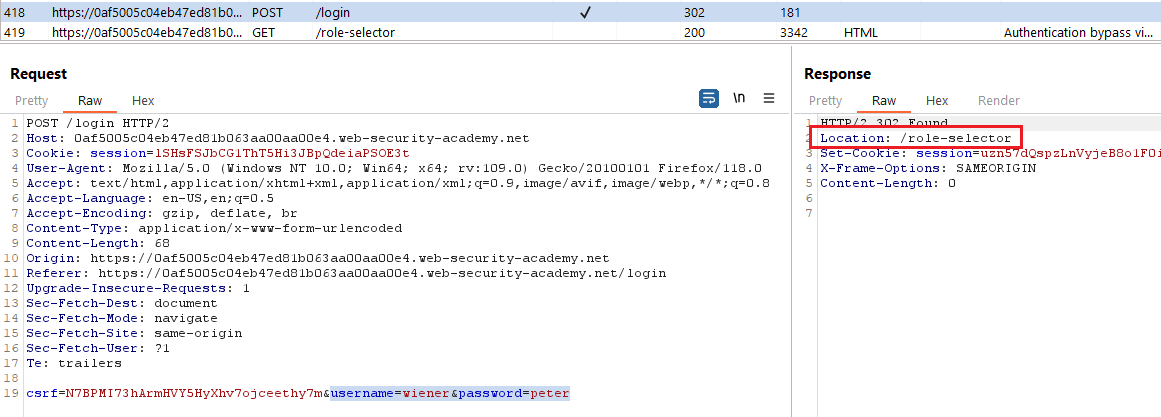 418 https://0af5005c04eb47ed81b0... POST /login ✓ 302 181
419 https://0af5005c04eb47ed81b0... GET /role-selector 200 3342 HTML Authentication bypass vi...
Request
Pretty Raw Hex
\n
1 POST /login HTTP/2
2 Host: 0af5005c04eb47ed81b063aa00aa00e4.web-security-academy.net
3 Cookie: session=lSHsFSJbCG1ThT5Hi3JBpQdeiaPSOE3t
4 User-Agent: Mozilla/5.0 (Windows NT 10.0; Win64; x64; rv:109.0) Gecko/20100101 Firefox/118.0
5 Accept: text/html,application/xhtml+xml,application/xml;q=0.9,image/avif,image/webp,*/*;q=0.8
6 Accept-Language: en-US,en;q=0.5
7 Accept-Encoding: gzip, deflate, br
8 Content-Type: application/x-www-form-urlencoded
9 Content-Length: 68
10 Origin: https://0af5005c04eb47ed81b063aa00aa00e4.web-security-academy.net
11 Referer: https://0af5005c04eb47ed81b063aa00aa00e4.web-security-academy.net/login
12 Upgrade-Insecure-Requests: 1
13 Sec-Fetch-Dest: document
14 Sec-Fetch-Mode: navigate
15 Sec-Fetch-Site: same-origin
16 Sec-Fetch-User: ?1
17 Te: trailers
18
19 csrf=N7BPMI73hArmHVY5HyXhv7ojceethy7m&username=wiener&password=peter
Response
Pretty Raw Hex Render
1 HTTP/2 302 Found
2 Location: /role-selector
3 Set-Cookie: session=uzn57dQspzLnVyjeB8o1F0i
4 X-Frame-Options: SAMEORIGIN
5 Content-Length: 0
6
7